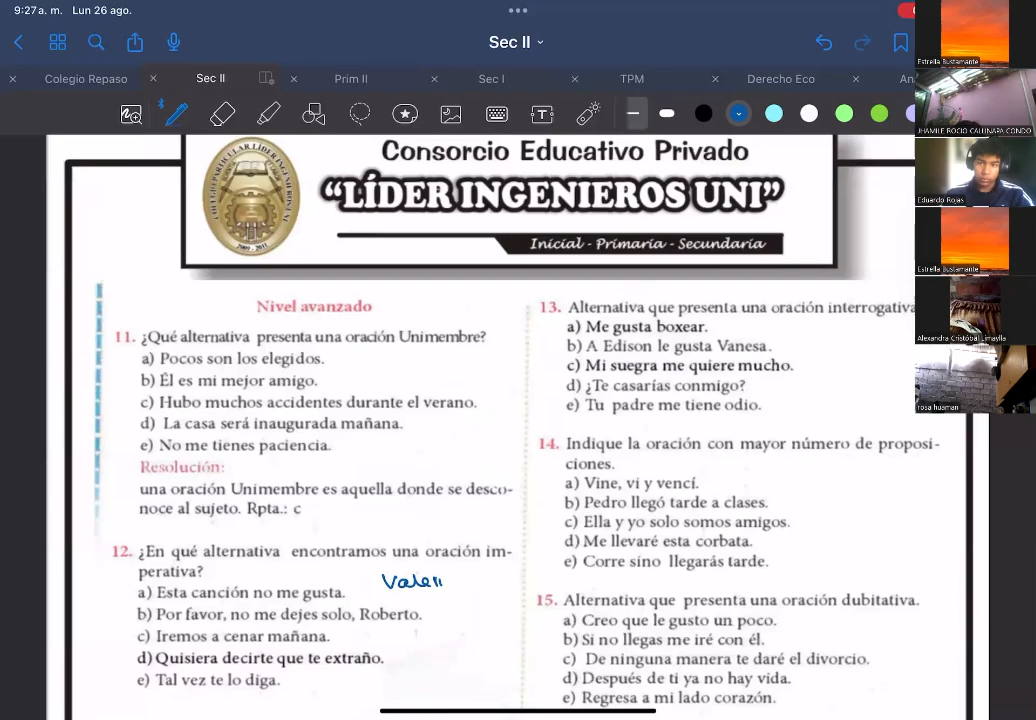 9:27 a. m. Lun 26 ago.
Sec II
Colegio Repaso
Sec II
Prim II
Sec I
TPM
Derecho Eco
Consorcio Educativo Privado
“LÍDER INGENIEROS UNI”
Inicial - Primaria - Secundaria
Nivel avanzado
11. ¿Qué alternativa presenta una oración Unimembre?
a) Pocos son los elegidos.
b) Él es mi mejor amigo.
c) Hubo muchos accidentes durante el verano.
d) La casa será inaugurada mañana.
e) No me tienes paciencia.
Resolución:
una oración Unimembre es aquella donde se desco-
noce al sujeto. Rpta.: c
12. ¿En qué alternativa encontramos una oración im-
perativa?
a) Esta canción no me gusta.
b) Por favor, no me dejes solo, Roberto.
c) Iremos a cenar mañana.
d) Quisiera decirte que te extraño.
e) Tal vez te lo diga.
13. Alternativa que presenta una oración interrogativa
a) Me gusta boxear.
b) A Edison le gusta Vanesa.
c) Mi suegra me quiere mucho.
d) ¿Te casarías conmigo?
e) Tu padre me tiene odio.
14. Indique la oración con mayor número de proposi-
ciones.
a) Vine, vi y vencí.
b) Pedro llegó tarde a clases.
c) Ella y yo solo somos amigos.
d) Me llevaré esta corbata.
e) Corre sino llegarás tarde.
15. Alternativa que presenta una oración dubitativa.
a) Creo que le gusto un poco.
b) Si no llegas me iré con él.
c) De ninguna manera te daré el divorcio.
d) Después de ti ya no hay vida.
e) Regresa a mi lado corazón.
Estrella Bustamante
JHAMILE ROCIO CALLINAPA CONDO
Eduardo Rojas
Estrella Bustamante
Alexandra Cristóbal Limaylla
rosa huaman